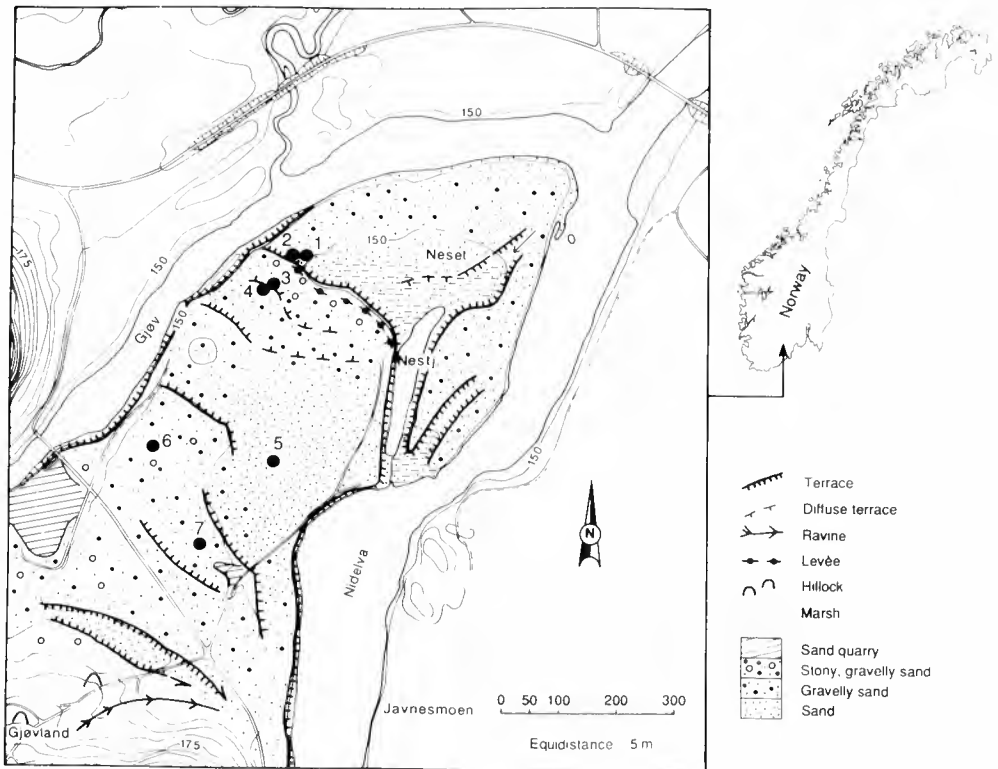 150
175
150
2 1
150
Neset
3
4
Gjøv
150
Nestj
6
5
150
7
N
Nidelva
Javnesmoen
0 50 100 200 300
Equidistance 5 m
Gjøvland
175
Norway
Terrace
Diffuse terrace
Ravine
Levèe
Hillock
Marsh
Sand quarry
Stony, gravelly sand
Gravelly sand
Sand